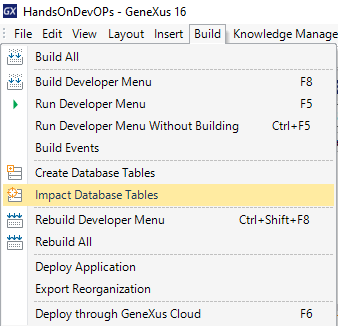 GX HandsOnDevOPs - GeneXus 16
File Edit View Layout Insert Build Knowledge Manage
Build All
Build Developer Menu F8
Run Developer Menu F5
Run Developer Menu Without Building Ctrl+F5
Build Events
Create Database Tables
Impact Database Tables
Rebuild Developer Menu Ctrl+Shift+F8
Rebuild All
Deploy Application
Export Reorganization
Deploy through GeneXus Cloud F6